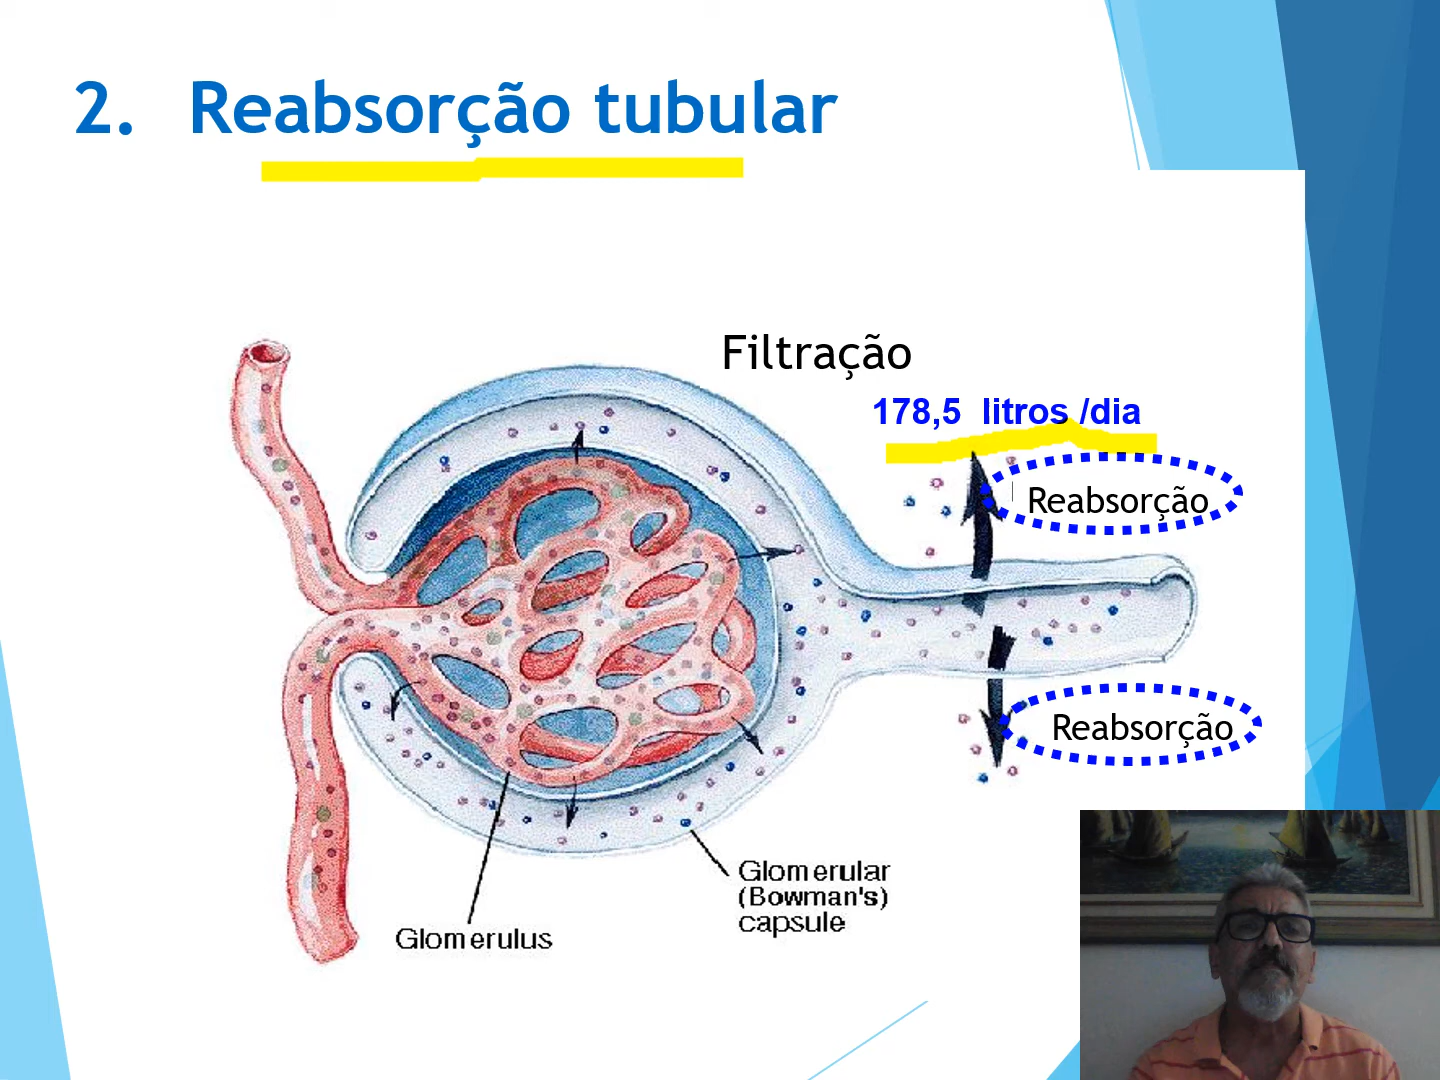 2. Reabsorção tubular
Filtração
178,5 litros /dia
Reabsorção
Reabsorção
Glomerular
(Bowman's)
capsule
Glomerulus